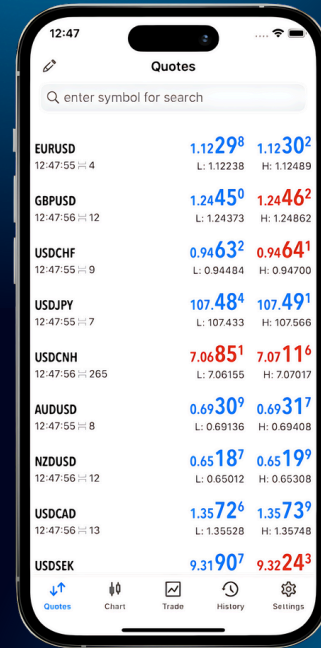 12:47
Quotes
enter symbol for search
EURUSD 1.12298 1.12302
12:47:55 4 L: 1.12238 H: 1.12489
GBPUSD 1.24450 1.24462
12:47:56 12 L: 1.24373 H: 1.24862
USDCHF 0.94632 0.94641
12:47:55 9 L: 0.94484 H: 0.94700
USDJPY 107.484 107.491
12:47:55 7 L: 107.433 H: 107.566
USDCNH 7.06851 7.07116
12:47:56 265 L: 7.06155 H: 7.07017
AUDUSD 0.69309 0.69317
12:47:55 8 L: 0.69136 H: 0.69408
NZDUSD 0.65187 0.65199
12:47:56 12 L: 0.65012 H: 0.65308
USDCAD 1.35726 1.35739
12:47:56 13 L: 1.35528 H: 1.35748
USDSEK 9.31907 9.32243
Quotes Chart Trade History Settings